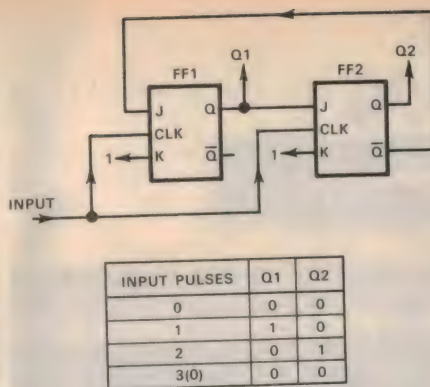 Q1
Q2
FF1
FF2
J
Q
CLK
K
Q̅
1
J
Q
CLK
K
Q̅
1
INPUT
INPUT PULSES Q1 Q2
0 0 0
1 1 0
2 0 1
3(0) 0 0